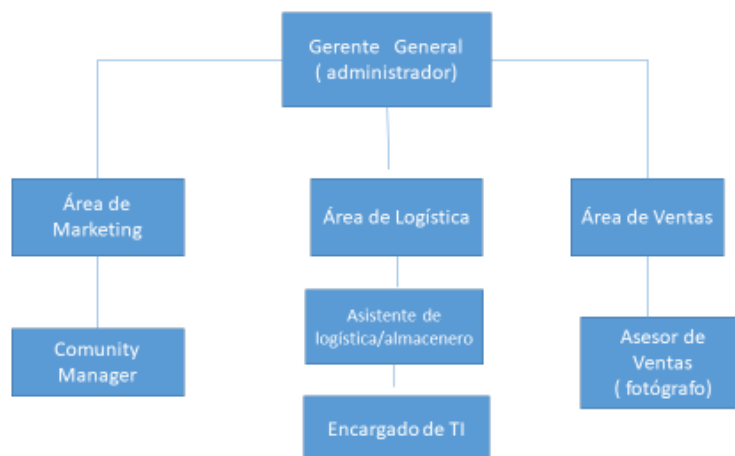 Gerente General
( administrador)
Área de
Marketing
Área de Logística
Área de Ventas
Comunity
Manager
Asistente de
logística/almacenero
Asesor de
Ventas
( fotógrafo)
Encargado de TI